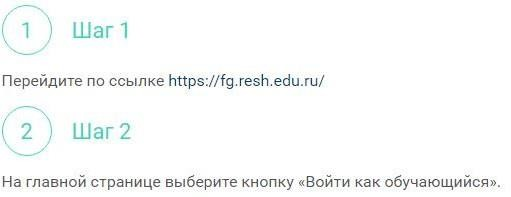 1 Шаг 1
Перейдите по ссылке https://fg.resh.edu.ru/
2 Шаг 2
На главной странице выберите кнопку «Войти как обучающийся».